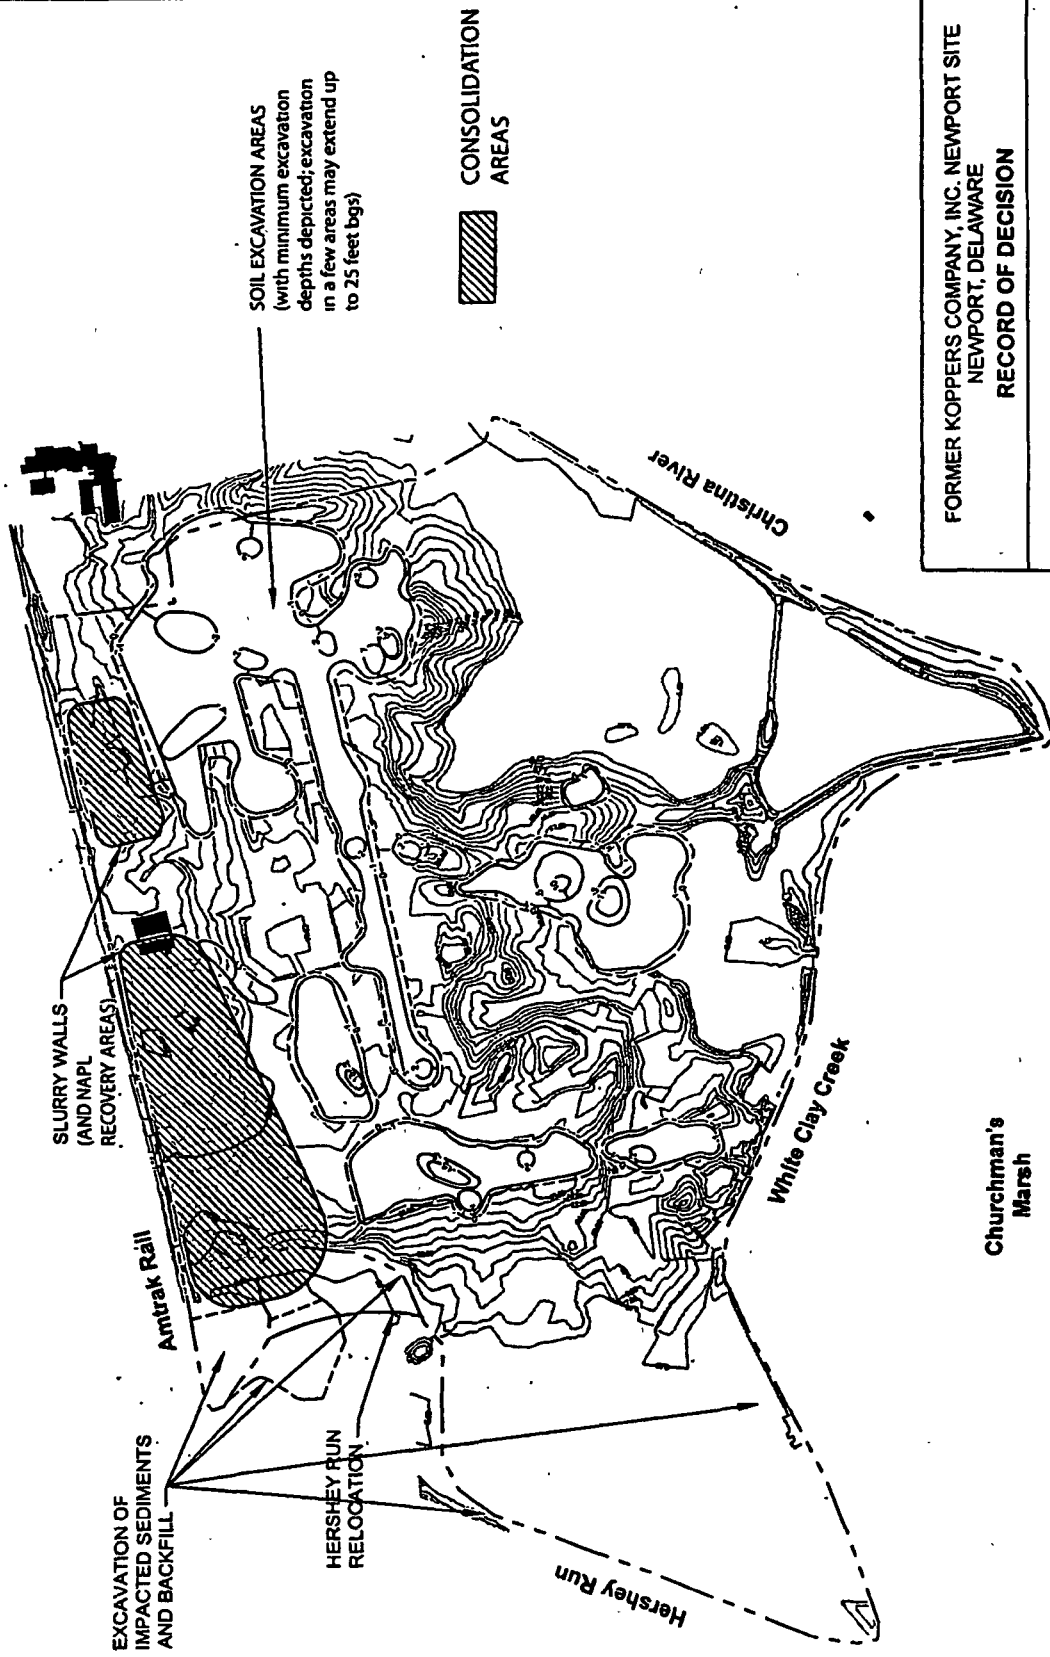 EXCAVATION OF
IMPACTED SEDIMENTS
AND BACKFILL
HERSHEY RUN
RELOCATION
Amtrak Rail
SLURRY WALLS
(AND NAPL
RECOVERY AREAS)
SOIL EXCAVATION AREAS
(with minimum excavation
depths depicted; excavation
in a few areas may extend up
to 25 feet bgs)
CONSOLIDATION
AREAS
Hershey Run
White Clay Creek
Christina River
Churchman's
Marsh
FORMER KOPPERS COMPANY, INC. NEWPORT SITE
NEWPORT, DELAWARE
RECORD OF DECISION